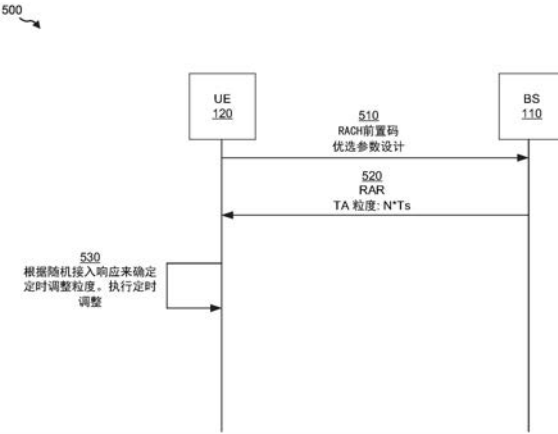 500
UE
120
BS
110
510
RACH前置码
优选参数设计
520
RAR
TA 粒度: N*Ts
530
根据随机接入响应来确定
定时调整粒度。执行定时
调整